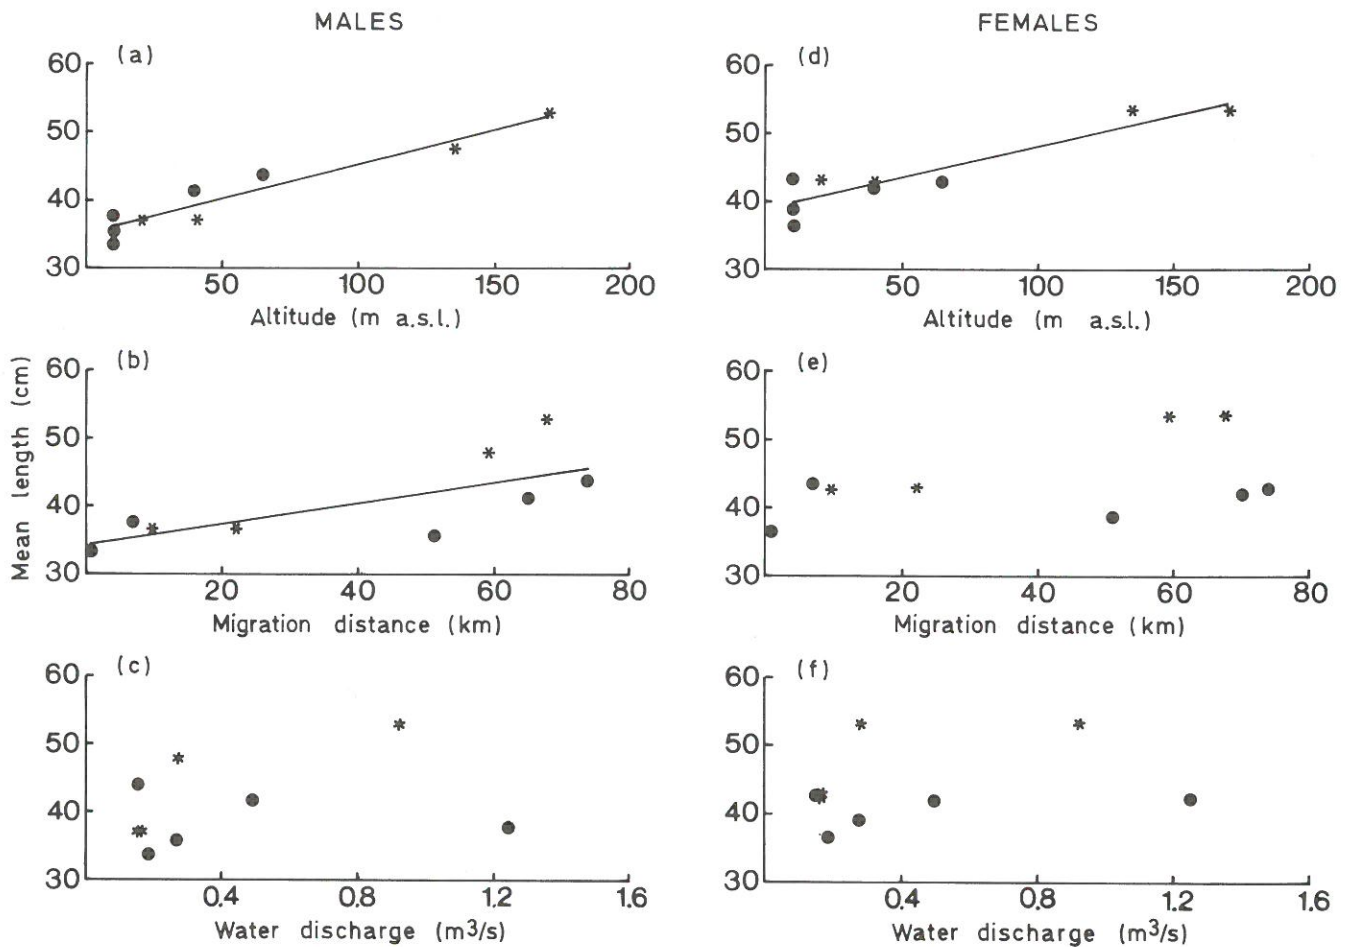 MALES FEMALES
(a) (d)
60 60
50 50
40 40
30 30
50 100 150 200 50 100 150 200
Altitude (m a.s.l.) Altitude (m a.s.l.)
Mean length (cm)
(b) (e)
60 60
50 50
40 40
30 30
20 40 60 80 20 40 60 80
Migration distance (km) Migration distance (km)
(c) (f)
60 60
50 50
40 40
30 30
0.4 0.8 1.2 1.6 0.4 0.8 1.2 1.6
Water discharge (m³/s) Water discharge (m³/s)